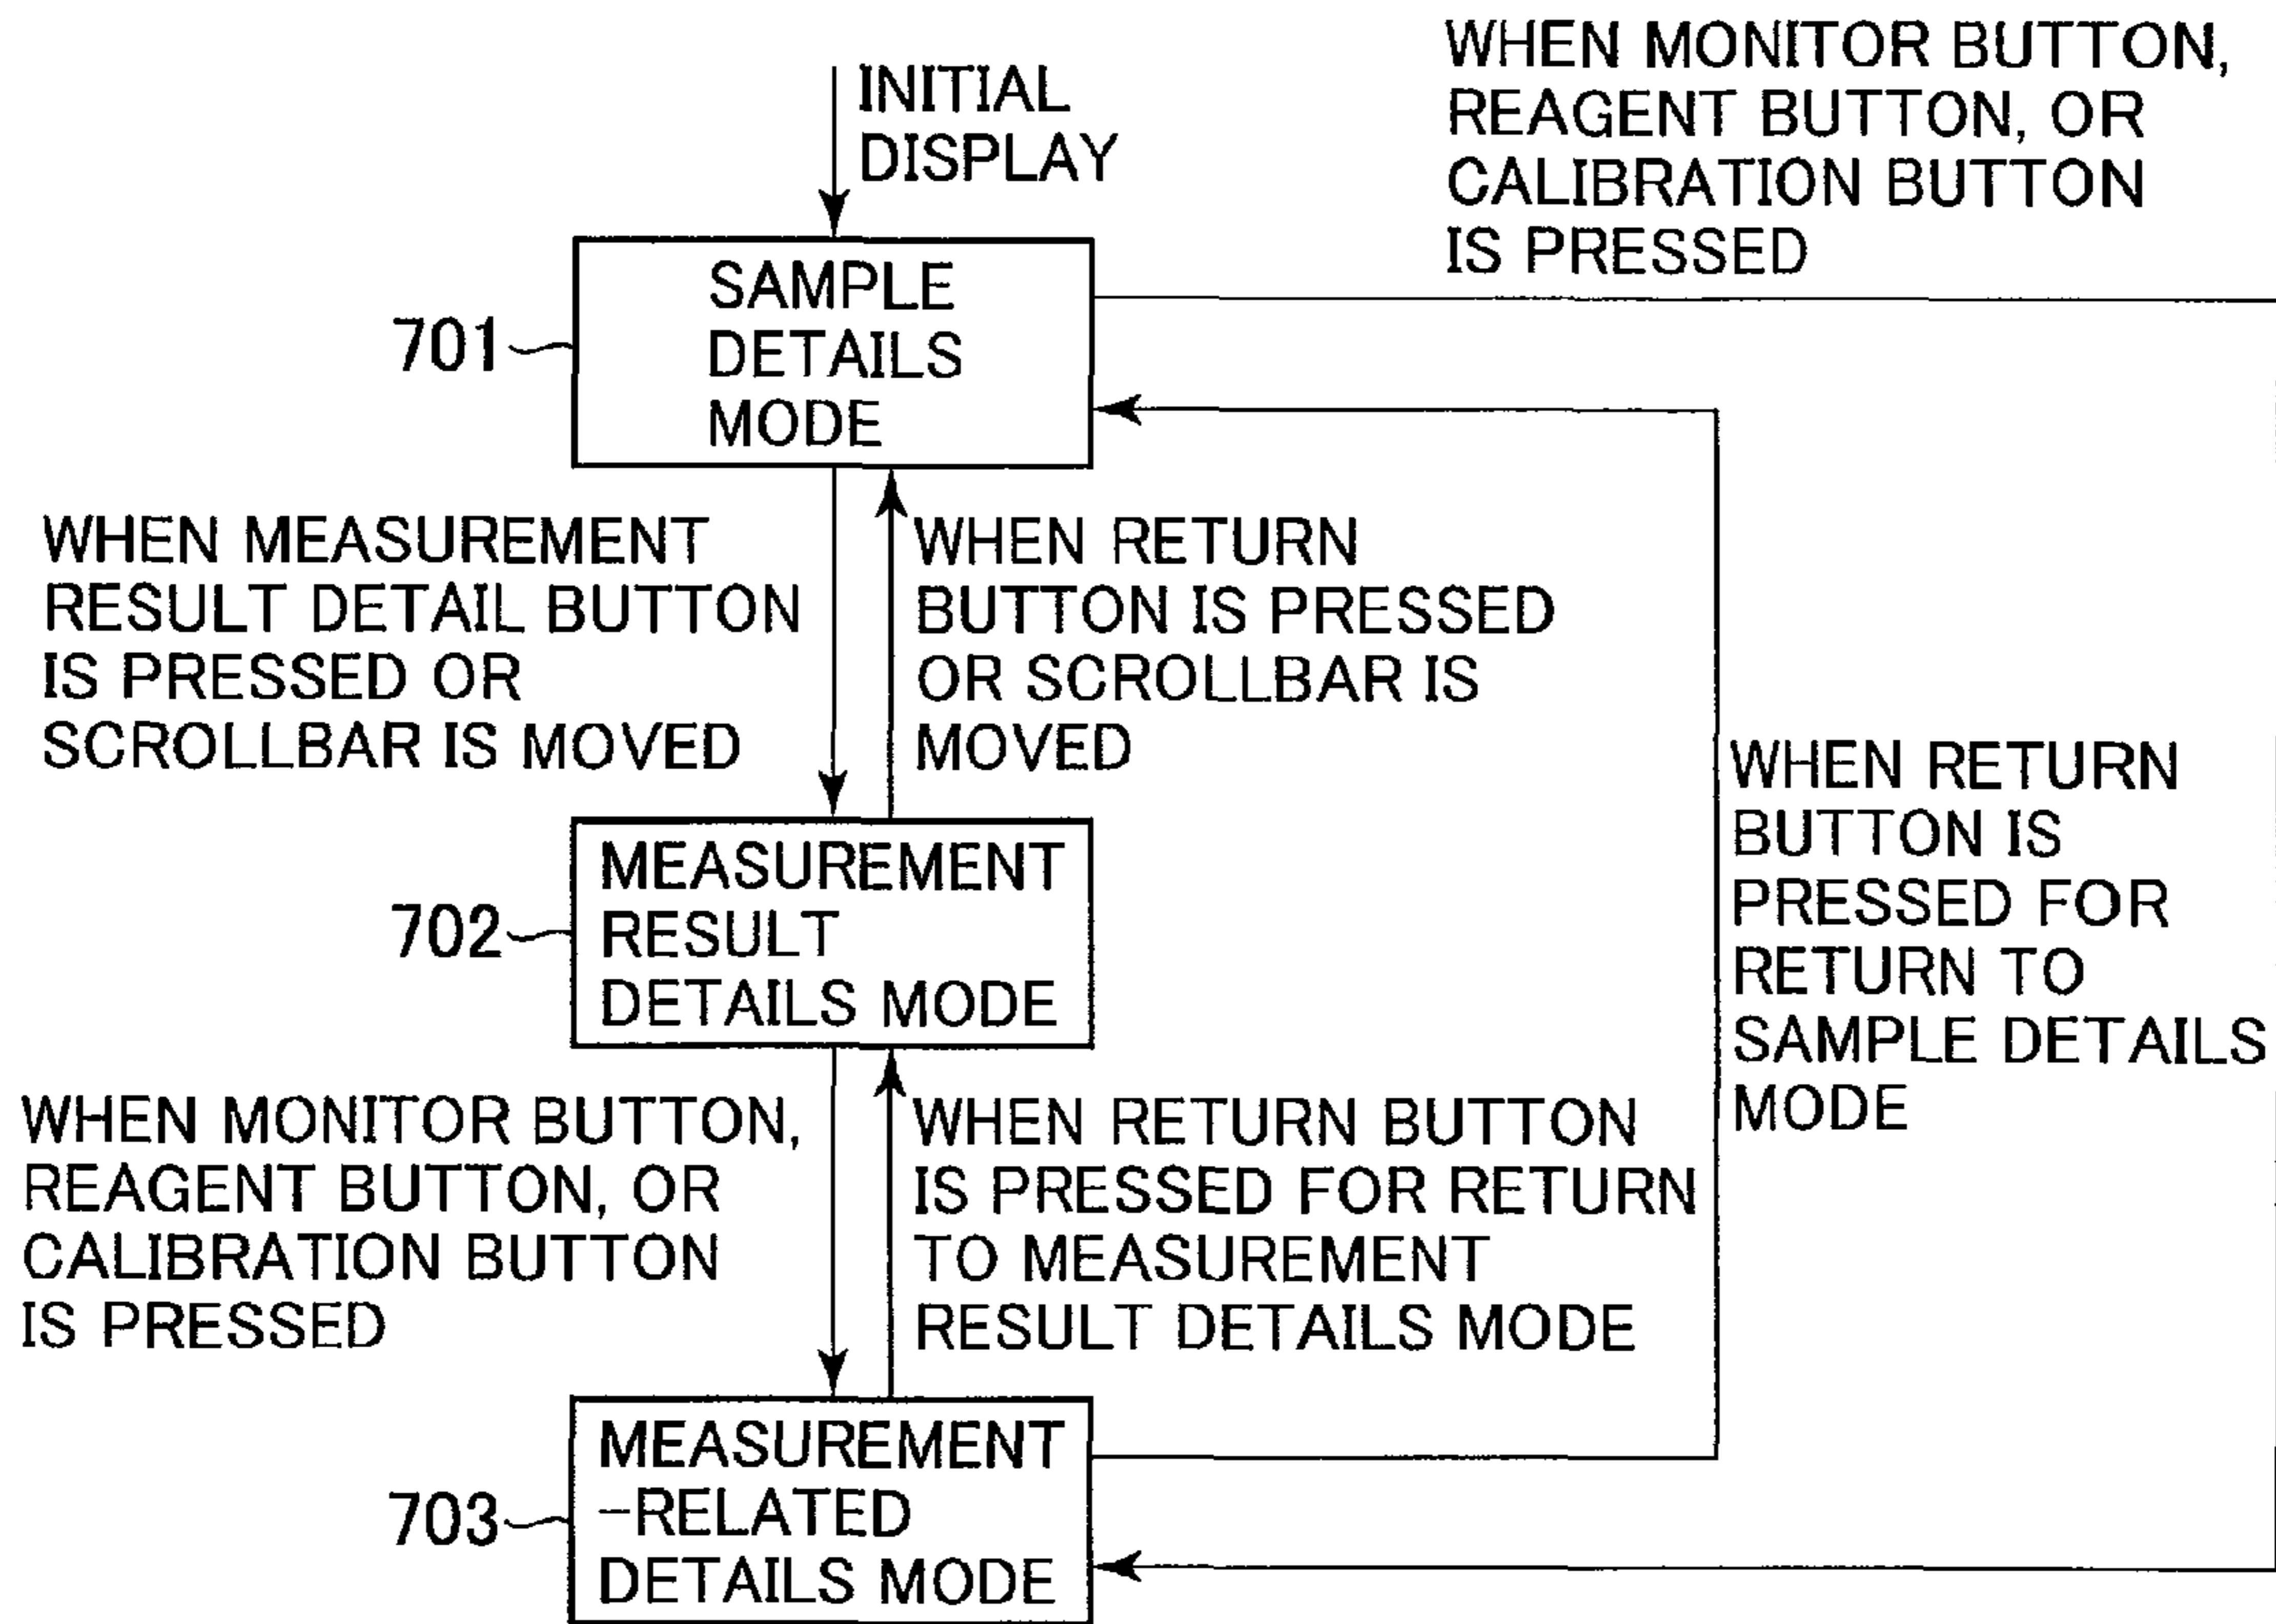 INITIAL
DISPLAY
WHEN MONITOR BUTTON,
REAGENT BUTTON, OR
CALIBRATION BUTTON
IS PRESSED
701
SAMPLE
DETAILS
MODE
WHEN MEASUREMENT
RESULT DETAIL BUTTON
IS PRESSED OR
SCROLLBAR IS MOVED
WHEN RETURN
BUTTON IS PRESSED
OR SCROLLBAR IS
MOVED
WHEN RETURN
BUTTON IS
PRESSED FOR
RETURN TO
SAMPLE DETAILS
MODE
702
MEASUREMENT
RESULT
DETAILS MODE
WHEN MONITOR BUTTON,
REAGENT BUTTON, OR
CALIBRATION BUTTON
IS PRESSED
WHEN RETURN BUTTON
IS PRESSED FOR RETURN
TO MEASUREMENT
RESULT DETAILS MODE
703
MEASUREMENT
-RELATED
DETAILS MODE